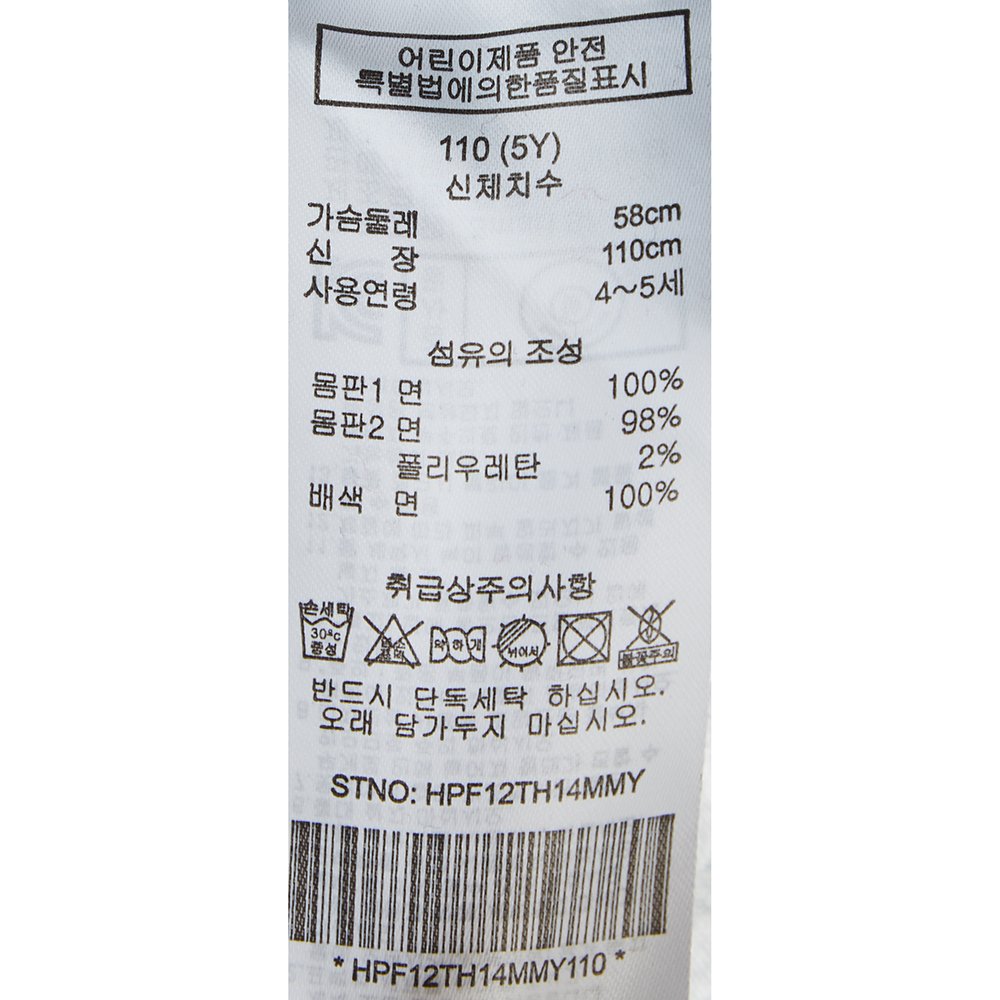 어린이제품 안전
특별법에의한품질표시
110 (5Y)
신체치수
가슴둘레 58cm
신 장 110cm
사용연령 4~5세
섬유의 조성
몸판1 면 100%
몸판2 면 98%
폴리우레탄 2%
배색 면 100%
취급상주의사항
손세탁
30℃
중성
염소
표백
약하게
뉘어서
불꽃주의
반드시 단독세탁 하십시오.
오래 담가두지 마십시오.
STNO: HPF12TH14MMY
* HPF12TH14MMY110 *